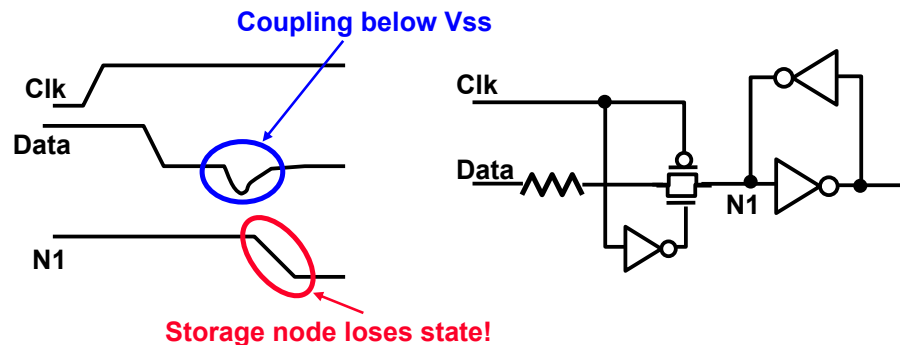 Coupling below Vss
Clk
Data
N1
Storage node loses state!
Clk
Data
N1